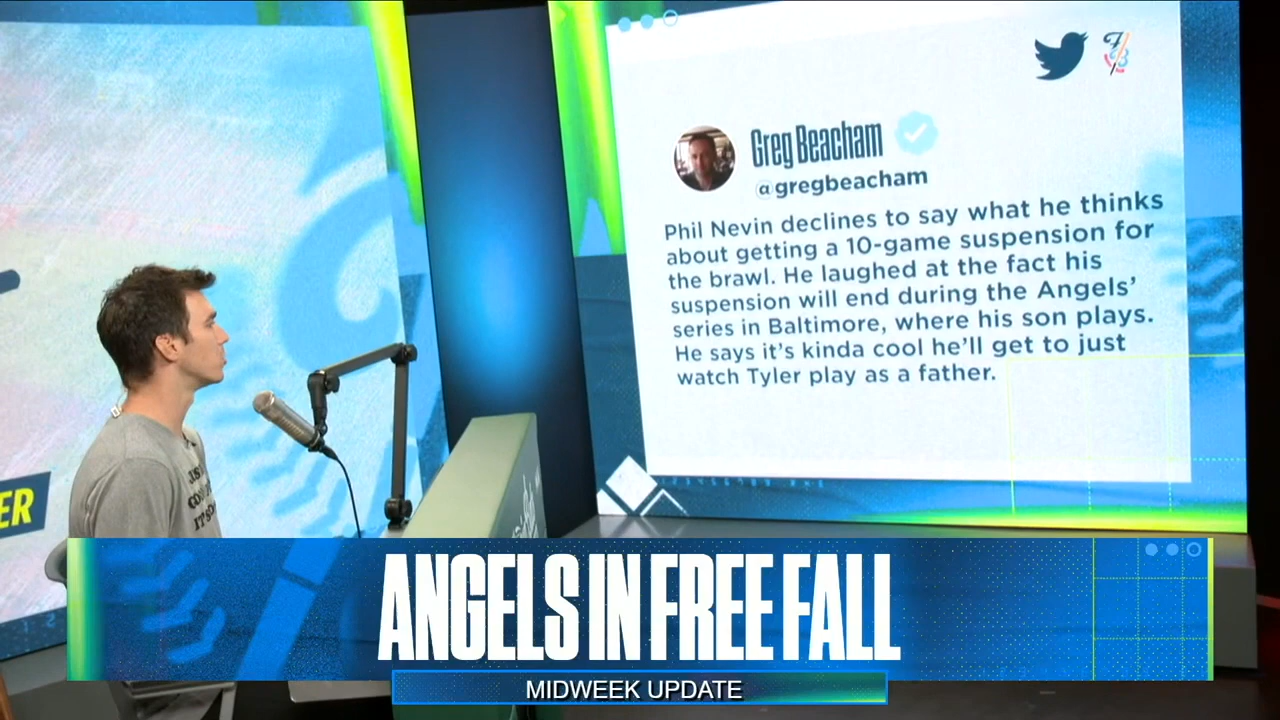 Greg Beacham
@gregbeacham
Phil Nevin declines to say what he thinks
about getting a 10-game suspension for
the brawl. He laughed at the fact his
suspension will end during the Angels'
series in Baltimore, where his son plays.
He says it's kinda cool he'll get to just
watch Tyler play as a father.
ER
ANGELS IN FREE FALL
MIDWEEK UPDATE